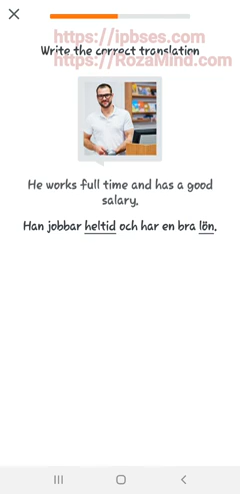 https://ipbses.com
Write the correct translation
https://RozaMind.com
He works full time and has a good
salary.
Han jobbar heltid och har en bra lön.